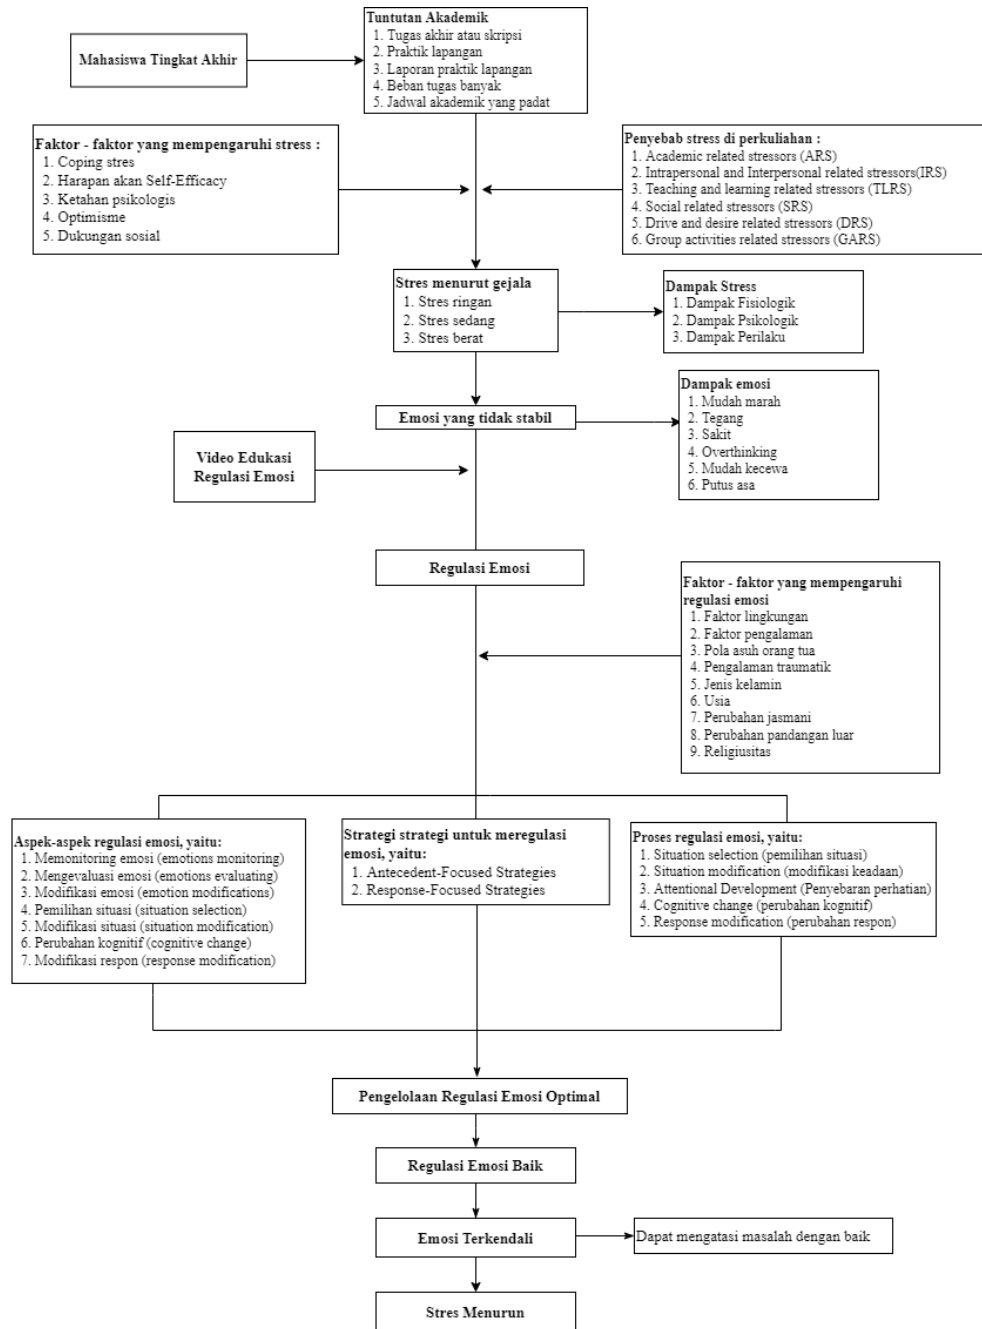 Tuntutan Akademik
1. Tugas akhir atau skripsi
2. Praktik lapangan
3. Laporan praktik lapangan
4. Beban tugas banyak
5. Jadwal akademik yang padat
Mahasiswa Tingkat Akhir
Faktor - faktor yang mempengaruhi stress :
1. Coping stres
2. Harapan akan Self-Efficacy
3. Ketahan psikologis
4. Optimisme
5. Dukungan sosial
Penyebab stress di perkuliahan :
1. Academic related stressors (ARS)
2. Intrapersonal and Interpersonal related stressors(IRS)
3. Teaching and learning related stressors (TLRS)
4. Social related stressors (SRS)
5. Drive and desire related stressors (DRS)
6. Group activities related stressors (GARS)
Stres menurut gejala
1. Stres ringan
2. Stres sedang
3. Stres berat
Dampak Stress
1. Dampak Fisiologik
2. Dampak Psikologik
3. Dampak Perilaku
Emosi yang tidak stabil
Dampak emosi
1. Mudah marah
2. Tegang
3. Sakit
4. Overthinking
5. Mudah kecewa
6. Putus asa
Video Edukasi
Regulasi Emosi
Regulasi Emosi
Faktor - faktor yang mempengaruhi
regulasi emosi
1. Faktor lingkungan
2. Faktor pengalaman
3. Pola asuh orang tua
4. Pengalaman traumatik
5. Jenis kelamin
6. Usia
7. Perubahan jasmani
8. Perubahan pandangan luar
9. Religiusitas
Aspek-aspek regulasi emosi, yaitu:
1. Memonitoring emosi (emotions monitoring)
2. Mengevaluasi emosi (emotions evaluating)
3. Modifikasi emosi (emotion modifications)
4. Pemilihan situasi (situation selection)
5. Modifikasi situasi (situation modification)
6. Perubahan kognitif (cognitive change)
7. Modifikasi respon (response modification)
Strategi strategi untuk meregulasi
emosi, yaitu:
1. Antecedent-Focused Strategies
2. Response-Focused Strategies
Proses regulasi emosi, yaitu:
1. Situation selection (pemilihan situasi)
2. Situation modification (modifikasi keadaan)
3. Attentional Development (Penyebaran perhatian)
4. Cognitive change (perubahan kognitif)
5. Response modification (perubahan respon)
Pengelolaan Regulasi Emosi Optimal
Regulasi Emosi Baik
Emosi Terkendali
Dapat mengatasi masalah dengan baik
Stres Menurun